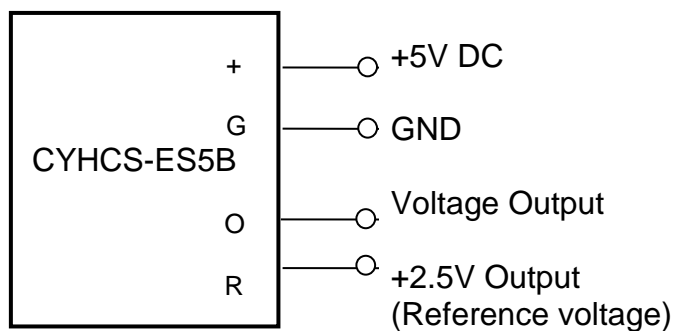 +
+5V DC
G
GND
CYHCS-ES5B
O
Voltage Output
R
+2.5V Output
(Reference voltage)